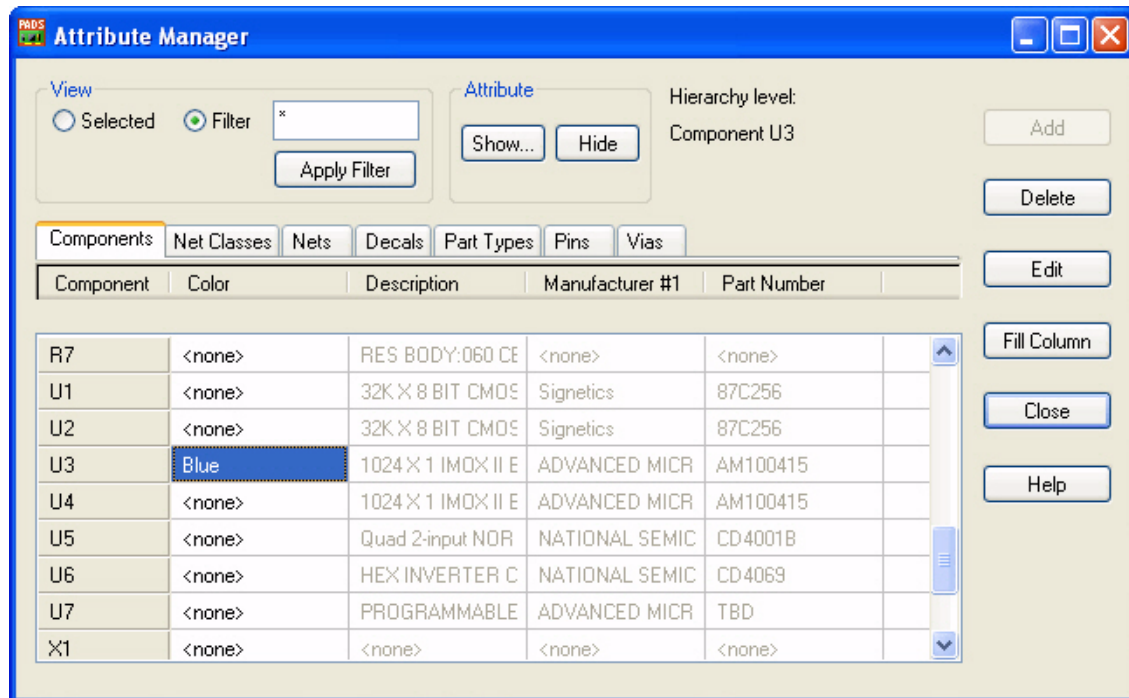 PADS
Attribute Manager
View
Selected
Filter
*
Apply Filter
Attribute
Show...
Hide
Hierarchy level:
Component U3
Add
Delete
Edit
Fill Column
Close
Help
Components Net Classes Nets Decals Part Types Pins Vias
Component Color Description Manufacturer #1 Part Number
R7 <none> RES BODY:060 CE <none> <none>
U1 <none> 32K X 8 BIT CMOS Signetics 87C256
U2 <none> 32K X 8 BIT CMOS Signetics 87C256
U3 Blue 1024 X 1 IMOX II E ADVANCED MICR AM100415
U4 <none> 1024 X 1 IMOX II E ADVANCED MICR AM100415
U5 <none> Quad 2-input NOR NATIONAL SEMIC CD4001B
U6 <none> HEX INVERTER C NATIONAL SEMIC CD4069
U7 <none> PROGRAMMABLE ADVANCED MICR TBD
X1 <none> <none> <none> <none>